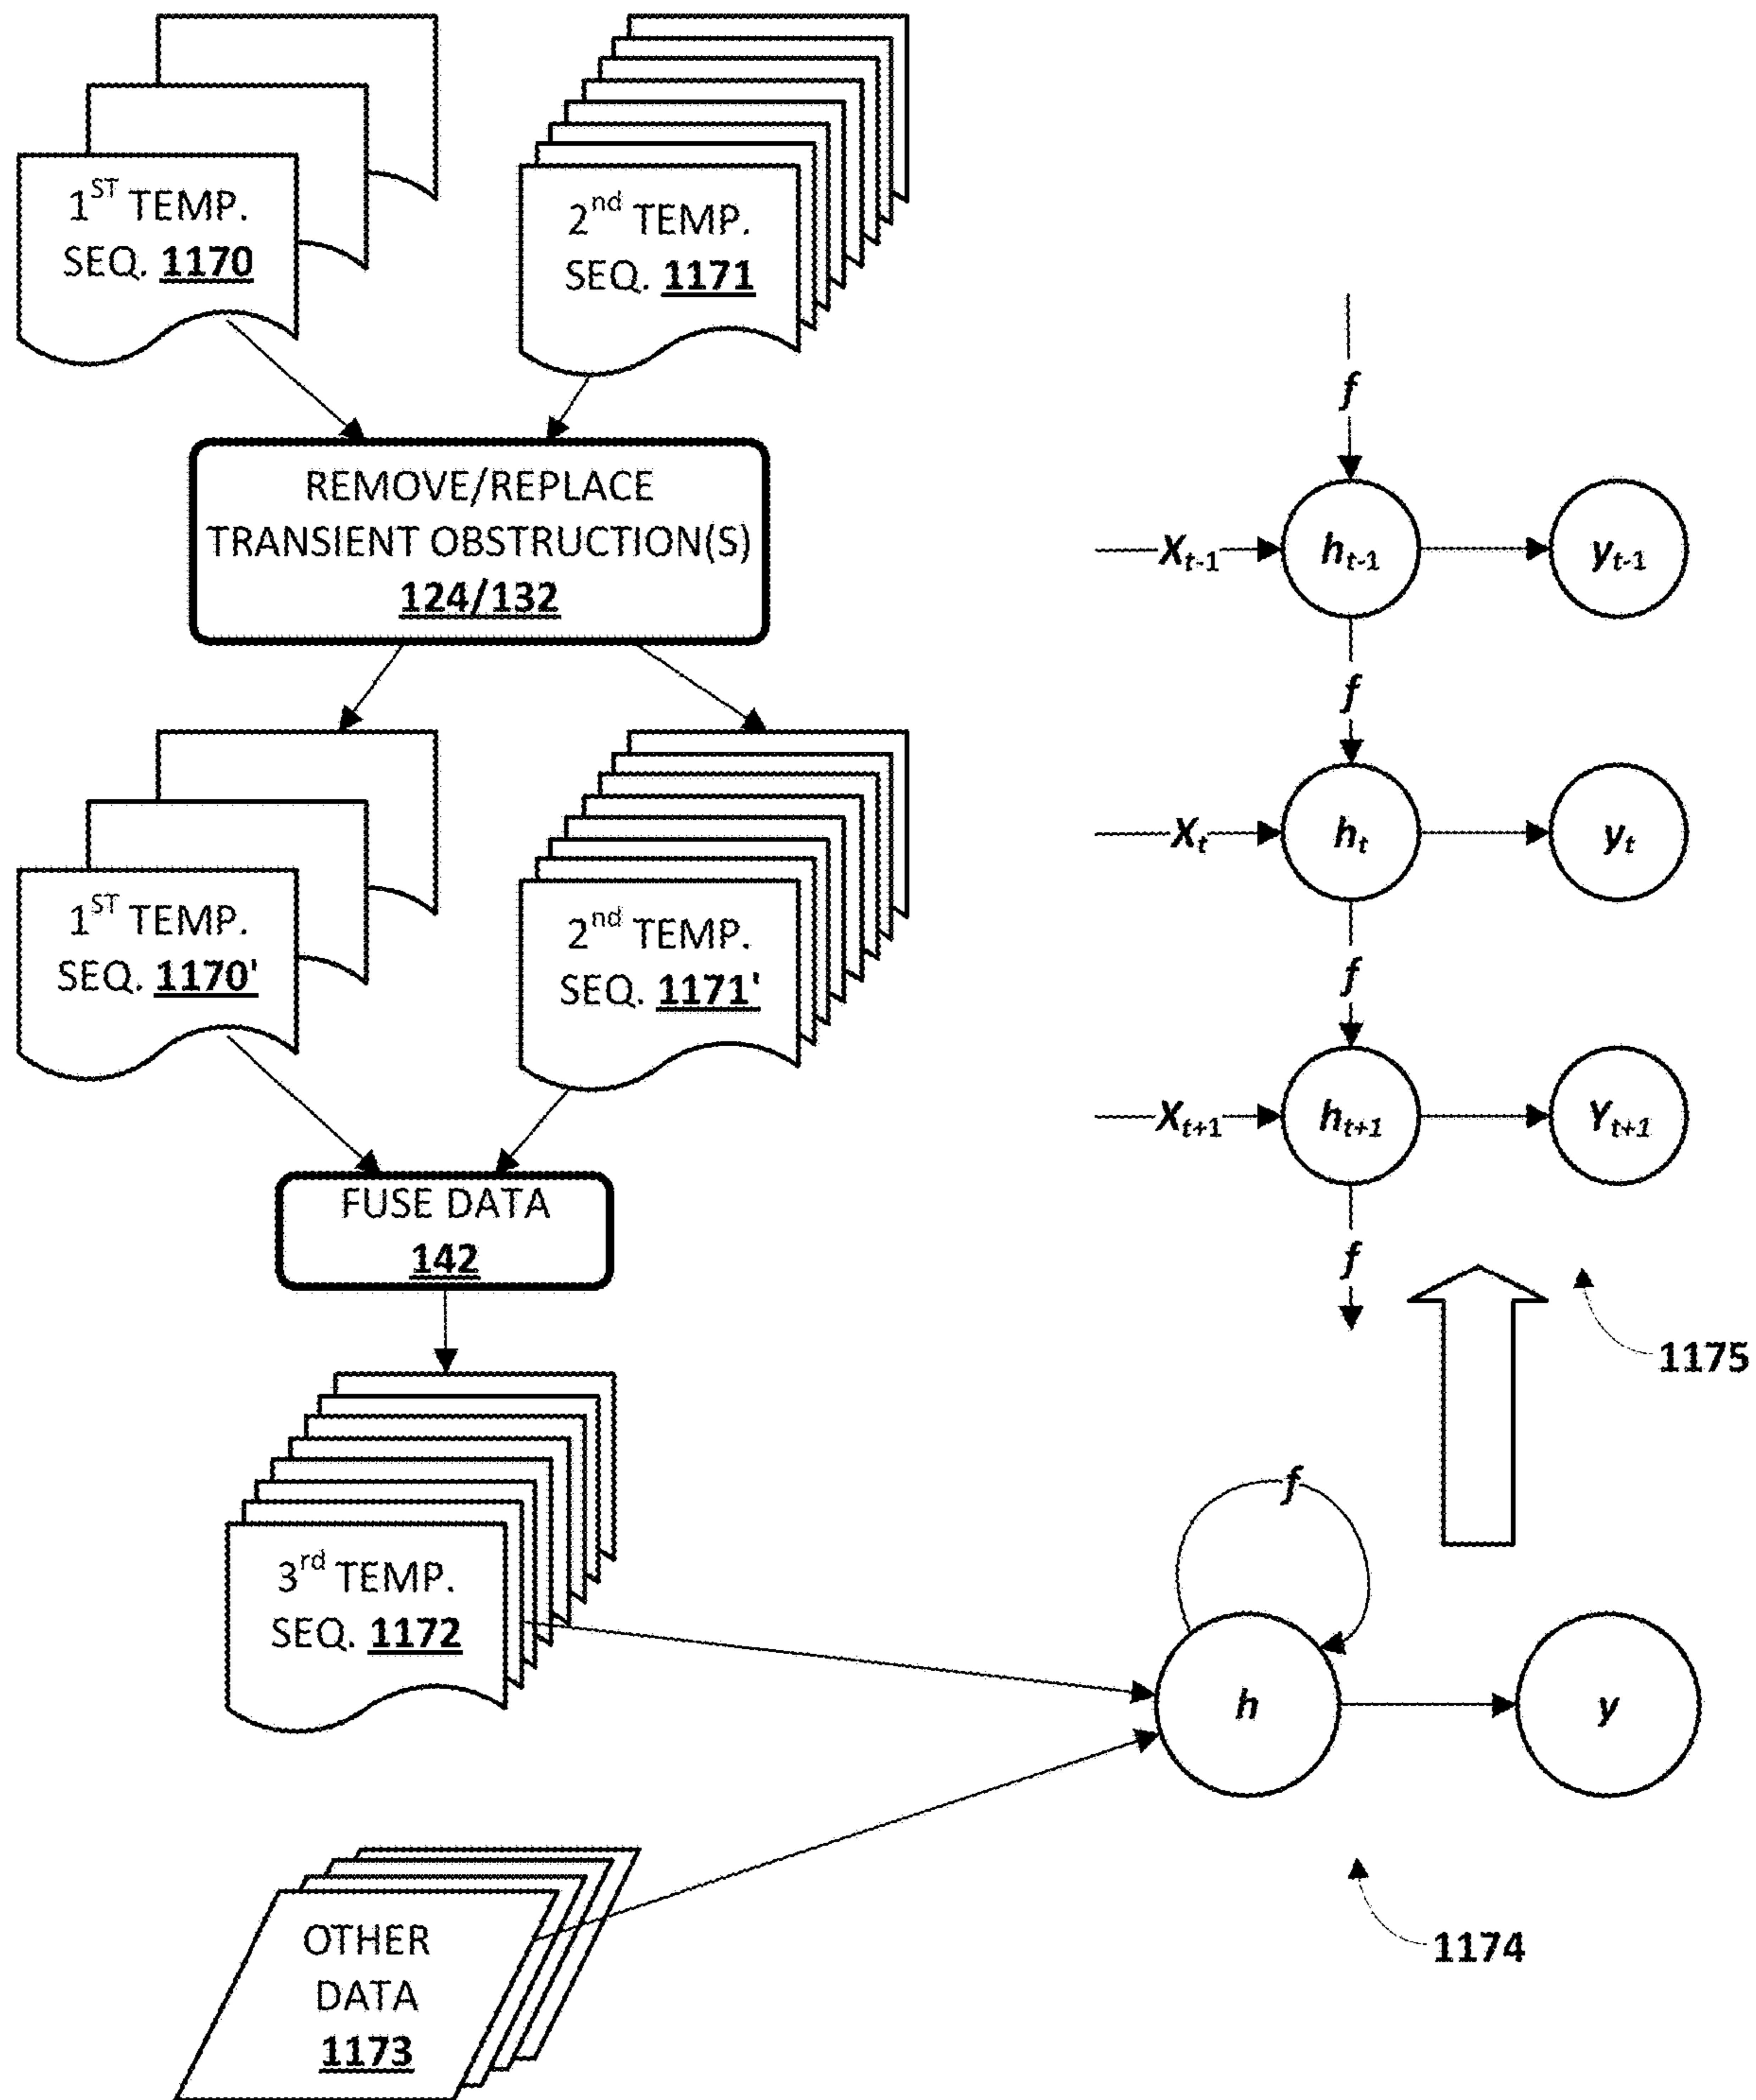 1ST TEMP.
SEQ. 1170
2nd TEMP.
SEQ. 1171
REMOVE/REPLACE
TRANSIENT OBSTRUCTION(S)
124/132
1ST TEMP.
SEQ. 1170'
2nd TEMP.
SEQ. 1171'
FUSE DATA
142
3rd TEMP.
SEQ. 1172
OTHER
DATA
1173
f
Xt-1
ht-1
yt-1
f
Xt
ht
yt
f
Xt+1
ht+1
Yt+1
f
1175
f
h
y
1174